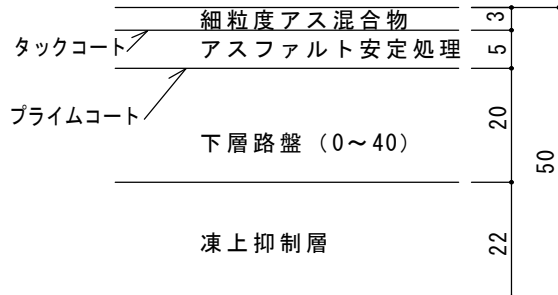 細粒度アス混合物
3
タックコート
アスファルト安定処理
5
プライムコート
下層路盤（0～40）
20
50
凍上抑制層
22